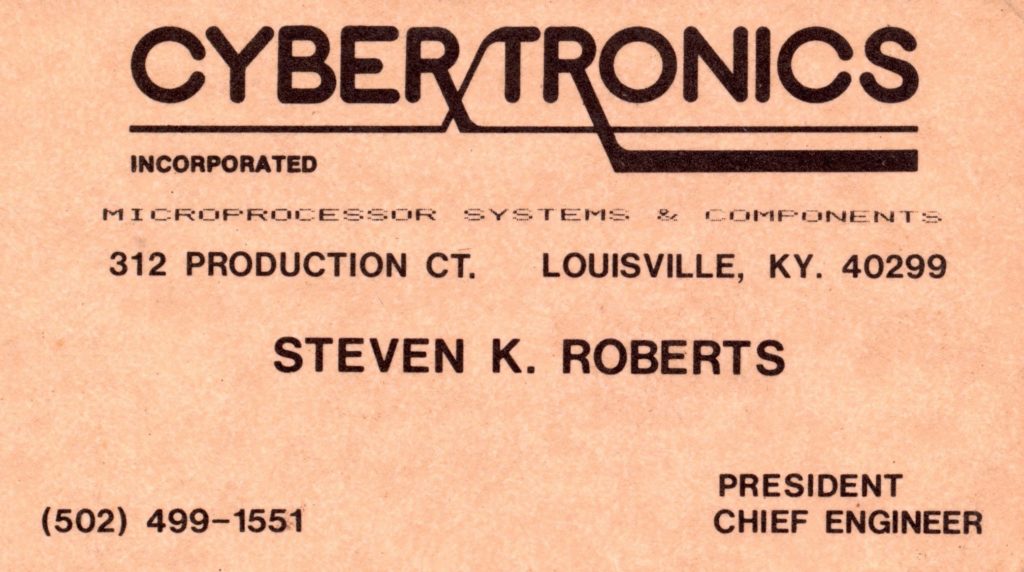 CYBERTRONICS
INCORPORATED
MICROPROCESSOR SYSTEMS & COMPONENTS
312 PRODUCTION CT. LOUISVILLE, KY. 40299
STEVEN K. ROBERTS
PRESIDENT
(502) 499-1551 CHIEF ENGINEER